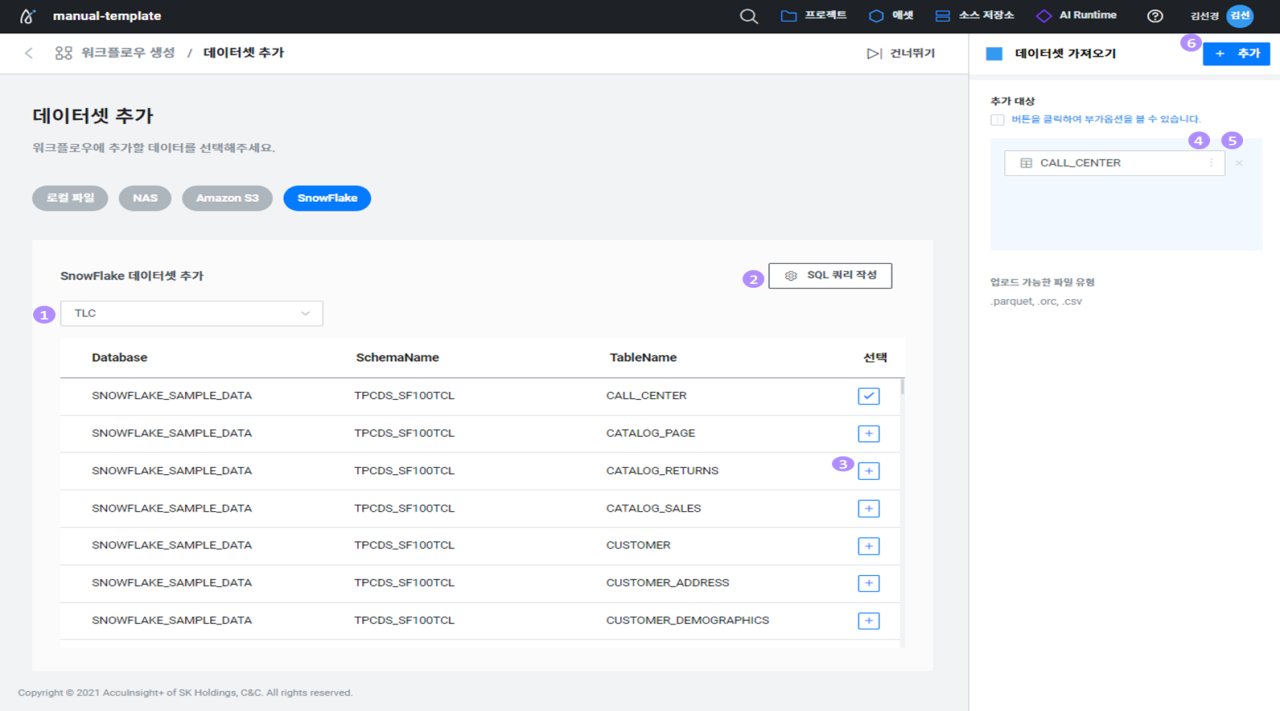 manual-template
프로젝트
애셋
소스 저장소
AI Runtime
김선경
김선
워크플로우 생성 / 데이터셋 추가
건너뛰기
데이터셋 추가
워크플로우에 추가할 데이터를 선택해주세요.
로컬 파일
NAS
Amazon S3
SnowFlake
SnowFlake 데이터셋 추가
2
SQL 쿼리 작성
1
TLC
Database SchemaName TableName 선택
SNOWFLAKE_SAMPLE_DATA TPCDS_SF100TCL CALL_CENTER
SNOWFLAKE_SAMPLE_DATA TPCDS_SF100TCL CATALOG_PAGE
SNOWFLAKE_SAMPLE_DATA TPCDS_SF100TCL CATALOG_RETURNS 3
SNOWFLAKE_SAMPLE_DATA TPCDS_SF100TCL CATALOG_SALES
SNOWFLAKE_SAMPLE_DATA TPCDS_SF100TCL CUSTOMER
SNOWFLAKE_SAMPLE_DATA TPCDS_SF100TCL CUSTOMER_ADDRESS
SNOWFLAKE_SAMPLE_DATA TPCDS_SF100TCL CUSTOMER_DEMOGRAPHICS
Copyright © 2021 AccuInsight+ of SK Holdings, C&C. All rights reserved.
데이터셋 가져오기
6
+ 추가
추가 대상
버튼을 클릭하여 부가옵션을 볼 수 있습니다.
4
5
CALL_CENTER
업로드 가능한 파일 유형
.parquet, .orc, .csv